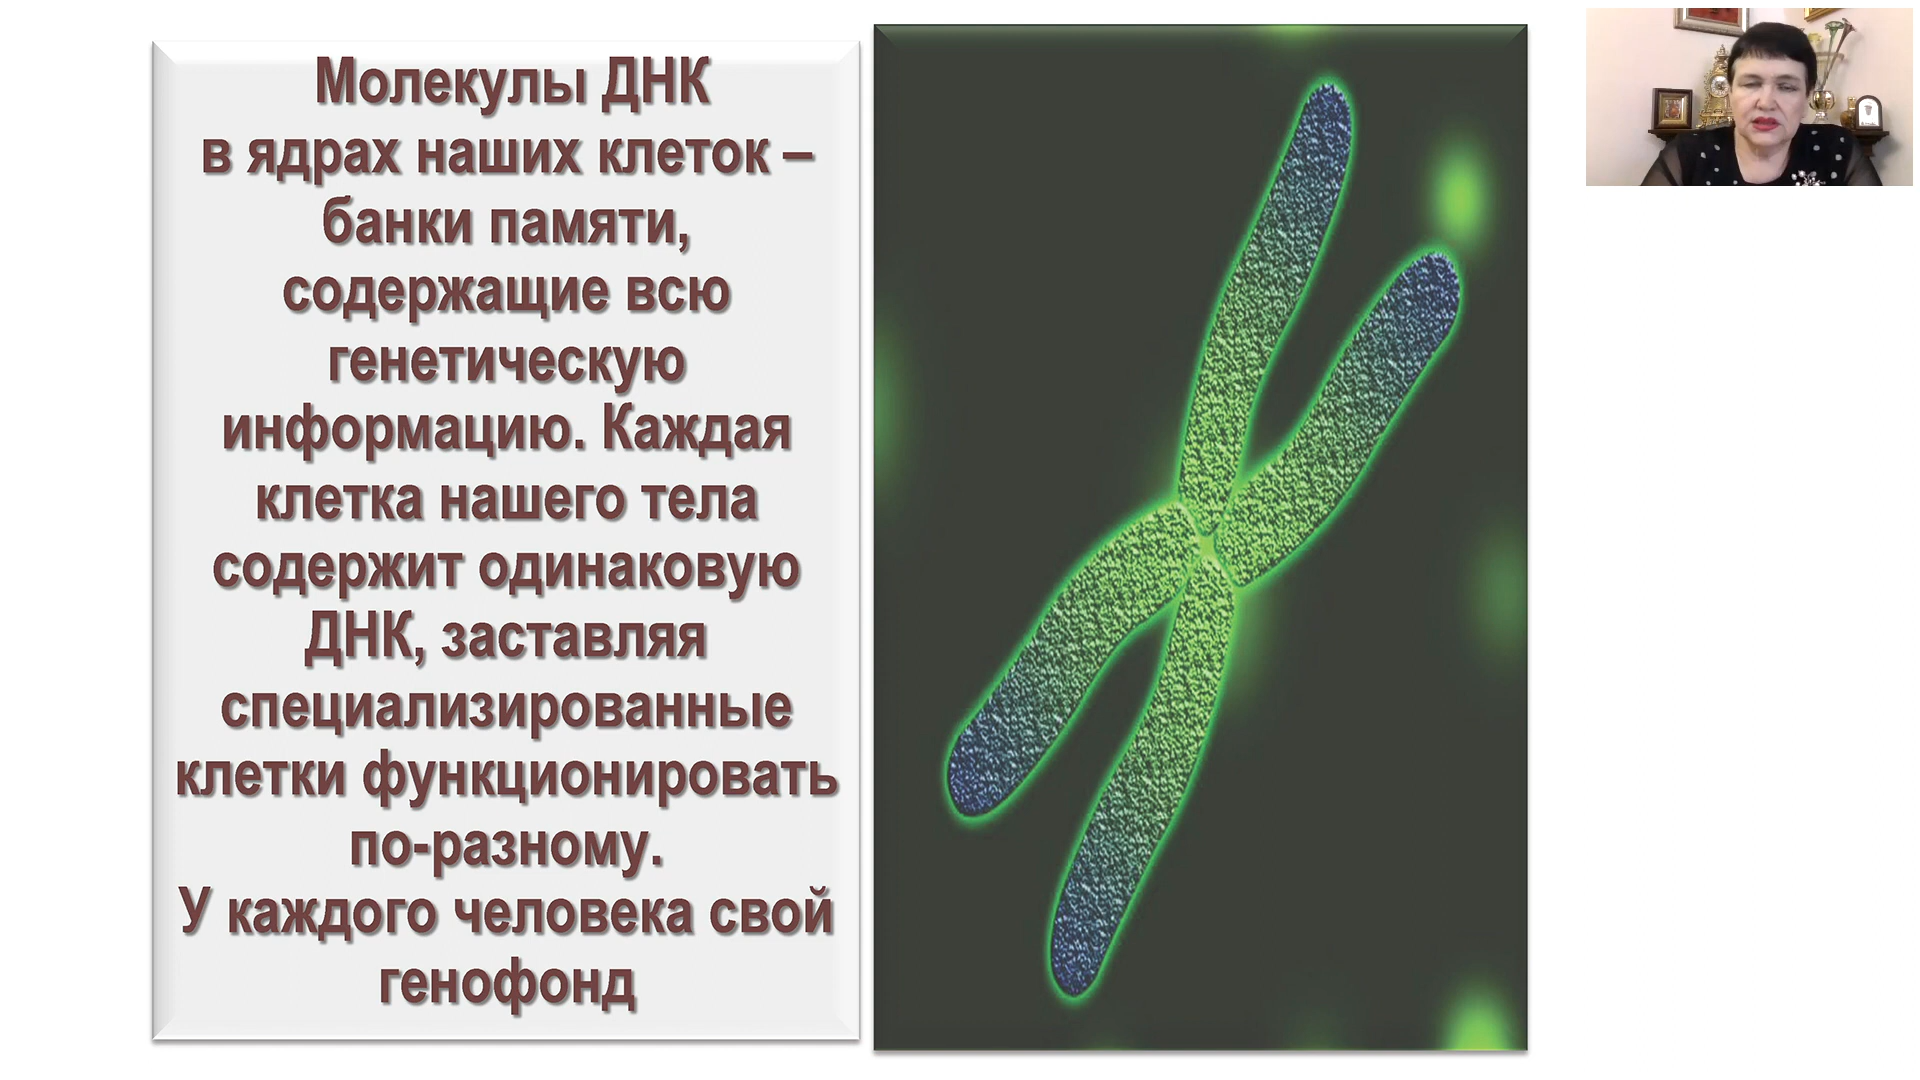 Молекулы ДНК
в ядрах наших клеток –
банки памяти,
содержащие всю
генетическую
информацию. Каждая
клетка нашего тела
содержит одинаковую
ДНК, заставляя
специализированные
клетки функционировать
по-разному.
У каждого человека свой
генофонд